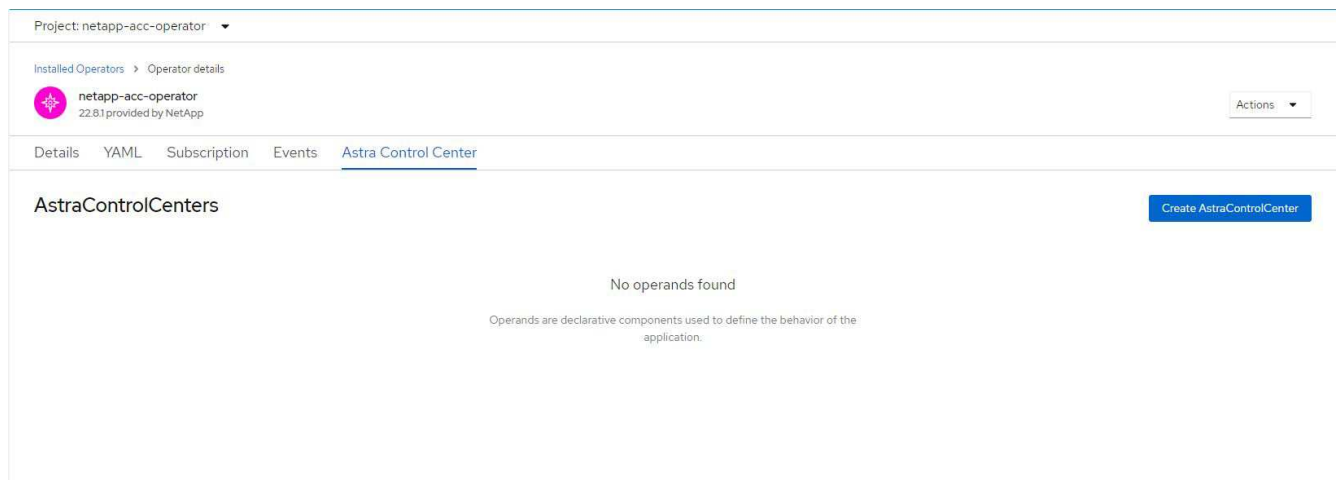 Project: netapp-acc-operator
Installed Operators > Operator details
netapp-acc-operator
22.8.1 provided by NetApp
Actions
Details YAML Subscription Events Astra Control Center
AstraControlCenters
Create AstraControlCenter
No operands found
Operands are declarative components used to define the behavior of the
application.